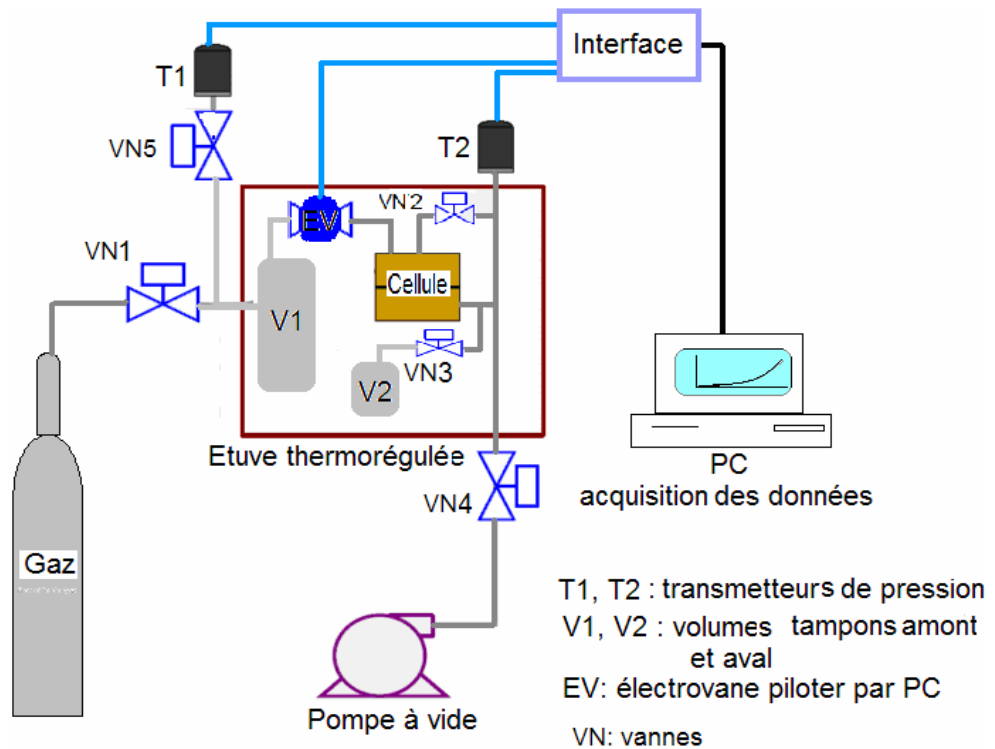 Interface
T1
VN5
T2
VN2
EV
VN1
Cellule
V1
VN3
V2
Etuve thermorégulée
VN4
PC
acquisition des données
Gaz
T1, T2 : transmetteurs de pression
V1, V2 : volumes tampons amont
et aval
EV: électrovane piloter par PC
Pompe à vide
VN: vannes